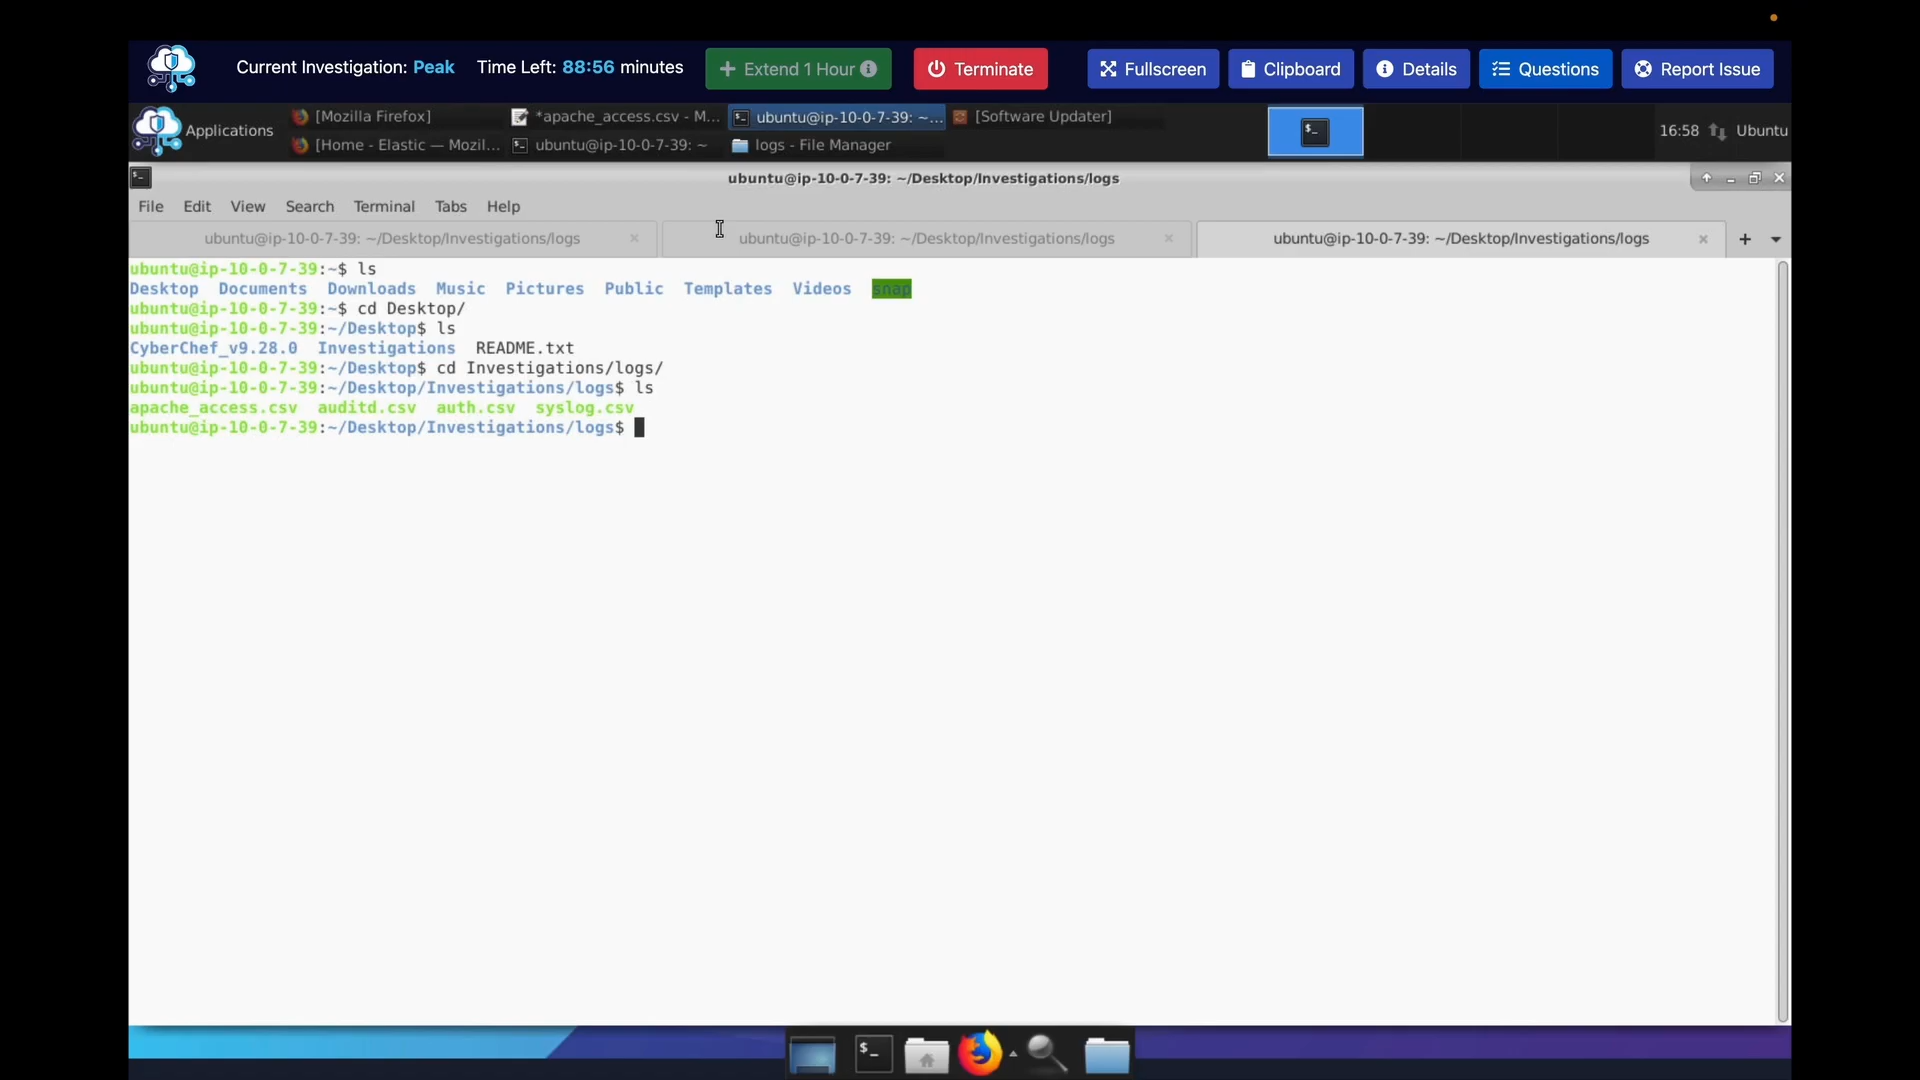 Current Investigation: Peak Time Left: 88:56 minutes Extend 1 Hour Terminate Fullscreen Clipboard Details Questions Report Issue
Applications
[Mozilla Firefox] *apache_access.csv - M... ubuntu@ip-10-0-7-39: ~... [Software Updater]
[Home - Elastic — Mozil... ubuntu@ip-10-0-7-39: ~ logs - File Manager
16:58 Ubuntu
ubuntu@ip-10-0-7-39: ~/Desktop/Investigations/logs
File Edit View Search Terminal Tabs Help
ubuntu@ip-10-0-7-39: ~/Desktop/Investigations/logs ubuntu@ip-10-0-7-39: ~/Desktop/Investigations/logs ubuntu@ip-10-0-7-39: ~/Desktop/Investigations/logs
ubuntu@ip-10-0-7-39:~$ ls
Desktop Documents Downloads Music Pictures Public Templates Videos snap
ubuntu@ip-10-0-7-39:~$ cd Desktop/
ubuntu@ip-10-0-7-39:~/Desktop$ ls
CyberChef_v9.28.0 Investigations README.txt
ubuntu@ip-10-0-7-39:~/Desktop$ cd Investigations/logs/
ubuntu@ip-10-0-7-39:~/Desktop/Investigations/logs$ ls
apache_access.csv auditd.csv auth.csv syslog.csv
ubuntu@ip-10-0-7-39:~/Desktop/Investigations/logs$